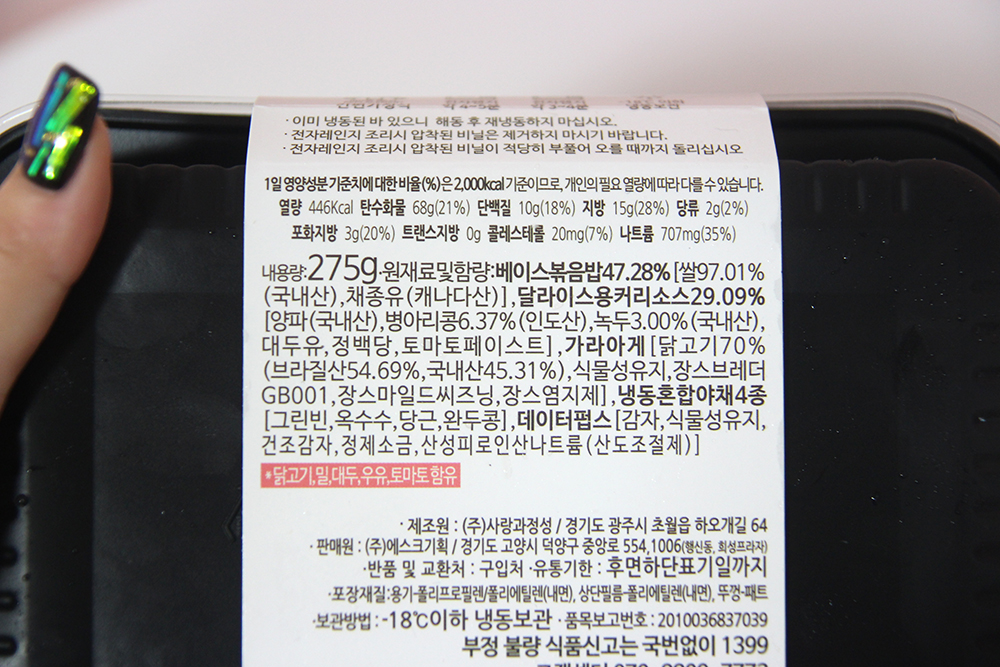 · 이미 냉동된 바 있으니 해동 후 재냉동하지 마십시오.
· 전자레인지 조리시 압착된 비닐은 제거하지 마시기 바랍니다.
· 전자레인지 조리시 압착된 비닐이 적당히 부풀어 오를 때까지 돌리십시오
1일 영양성분 기준치에 대한 비율(%)은 2,000kcal 기준이므로, 개인의 필요 열량에 따라 다를 수 있습니다.
열량 446Kcal 탄수화물 68g(21%) 단백질 10g(18%) 지방 15g(28%) 당류 2g(2%)
포화지방 3g(20%) 트랜스지방 0g 콜레스테롤 20mg(7%) 나트륨 707mg(35%)
내용량:275g·원재료및함량:베이스볶음밥47.28%[쌀97.01%
(국내산),채종유(캐나다산)],달라이스용커리소스29.09%
[양파(국내산),병아리콩6.37%(인도산),녹두3.00%(국내산),
대두유,정백당,토마토페이스트],가라아게[닭고기70%
(브라질산54.69%,국내산45.31%),식물성유지,장스브레더
GB001,장스마일드씨즈닝,장스염지제],냉동혼합야채4종
[그린빈,옥수수,당근,완두콩],데이터펍스[감자,식물성유지,
건조감자,정제소금,산성피로인산나트륨(산도조절제)]
*닭고기,밀,대두,우유,토마토 함유
· 제조원 : (주)사랑과정성 / 경기도 광주시 초월읍 하오개길 64
· 판매원 : (주)에스크기획 / 경기도 고양시 덕양구 중앙로 554,1006(행신동, 희성프라자)
·반품 및 교환처 : 구입처 ·유통기한 : 후면하단표기일까지
·포장재질:용기-폴리프로필렌/폴리에틸렌(내면), 상단필름-폴리에틸렌(내면), 뚜껑-패트
·보관방법 : -18℃이하 냉동보관 · 품목보고번호 : 2010036837039
부정 불량 식품신고는 국번없이 1399